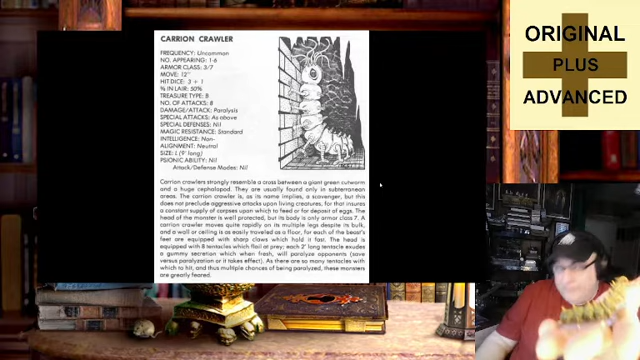 CARRION CRAWLER
FREQUENCY: Uncommon
NO. APPEARING: 1-6
ARMOR CLASS: 3/7
MOVE: 12"
HIT DICE: 3 + 1
% IN LAIR: 50%
TREASURE TYPE: B
NO. OF ATTACKS: 8
DAMAGE/ATTACK: Paralysis
SPECIAL ATTACKS: As above
SPECIAL DEFENSES: Nil
MAGIC RESISTANCE: Standard
INTELLIGENCE: Non-
ALIGNMENT: Neutral
SIZE: L (9' long)
PSIONIC ABILITY: Nil
Attack/Defense Modes: Nil
Carrion crawlers strongly resemble a cross between a giant green cutworm
and a huge cephalopod. They are usually found only in subterranean
areas. The carrion crawler is, as its name implies, a scavenger, but this
does not preclude aggressive attacks upon living creatures, for that insures
a constant supply of corpses upon which to feed or for deposit of eggs. The
head of the monster is well protected, but its body is only armor class 7. A
carrion crawler moves quite rapidly on its multiple legs despite its bulk,
and a wall or ceiling is as easily travelled as a floor, for each of the beast's
feet are equipped with sharp claws which hold it fast. The head is
equipped with 8 tentacles which flail at prey; each 2' long tentacle exudes
a gummy secretion which when fresh, will paralyze opponents (save
versus paralyzation or it takes effect). As there are so many tentacles with
which to hit, and thus multiple chances of being paralyzed, these monsters
are greatly feared.
ORIGINAL
PLUS
ADVANCED